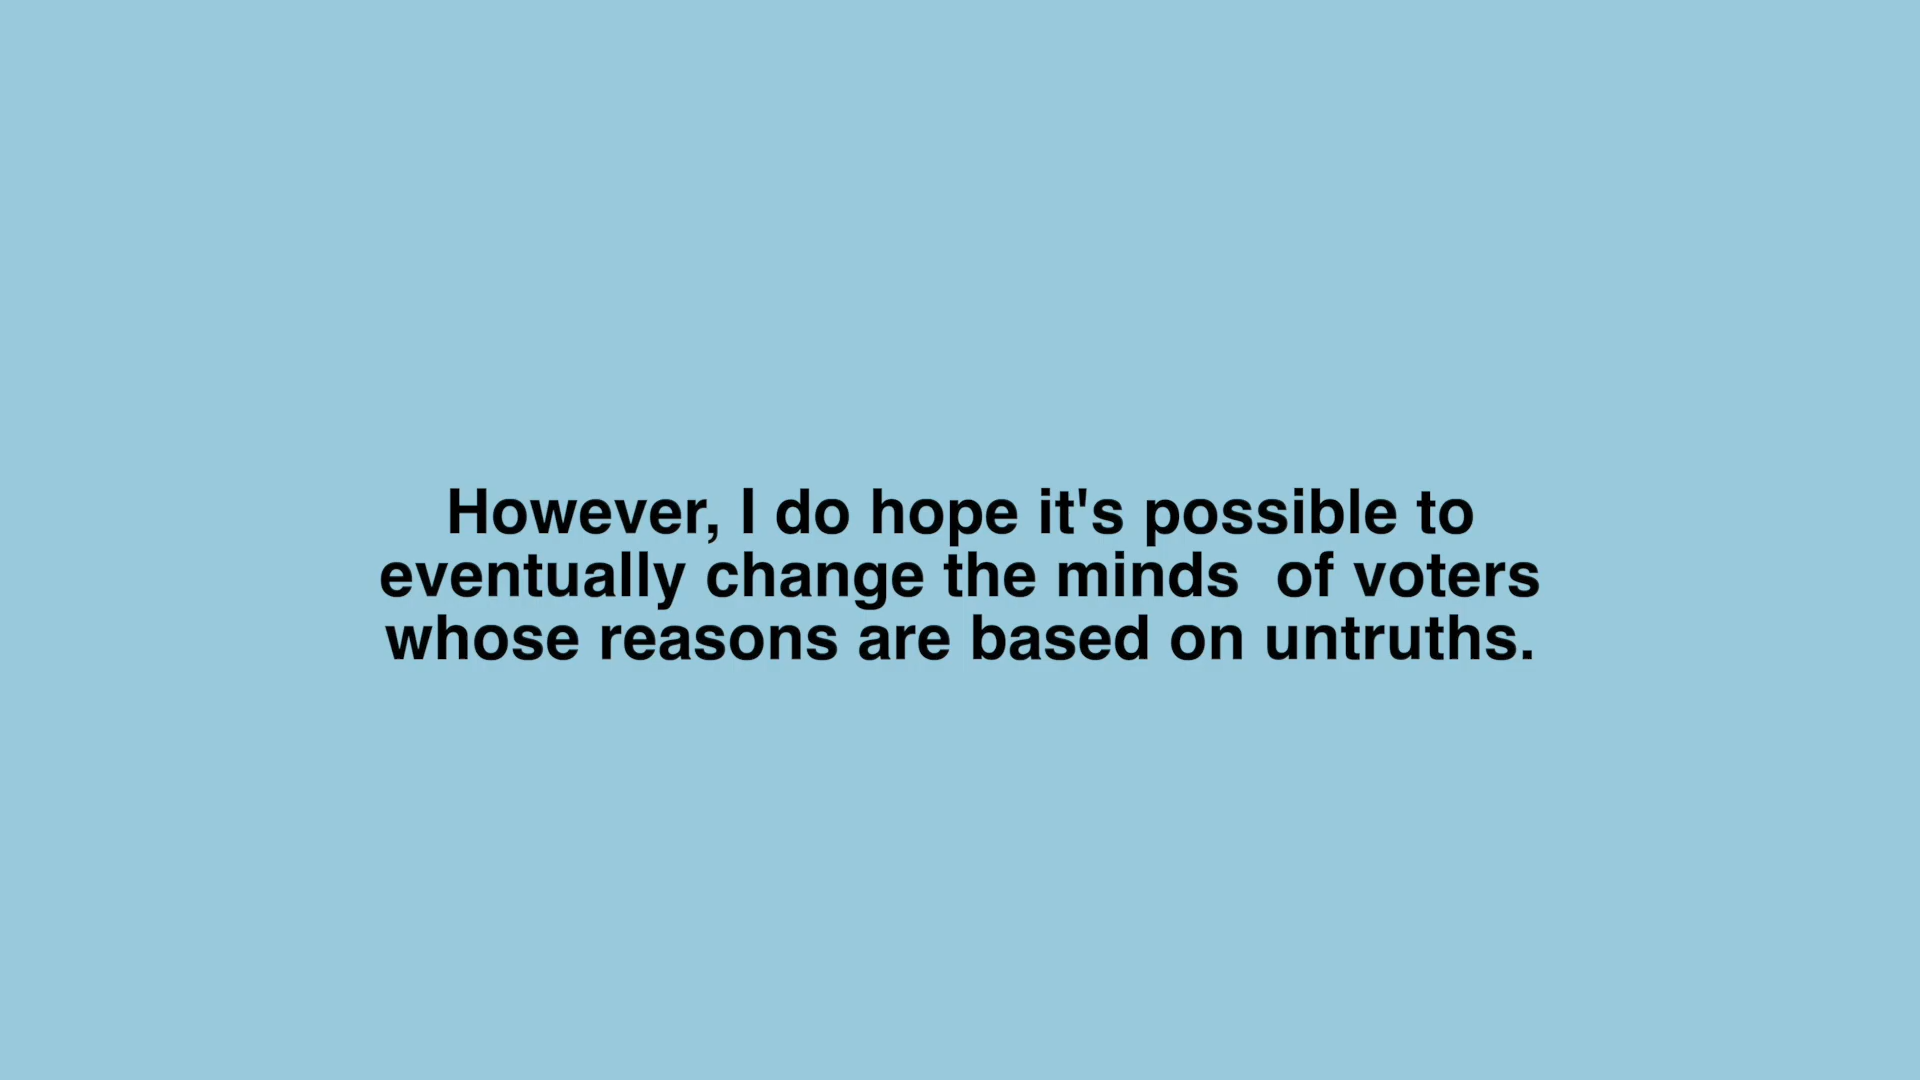 However, I do hope it's possible to
eventually change the minds  of voters
whose reasons are based on untruths.